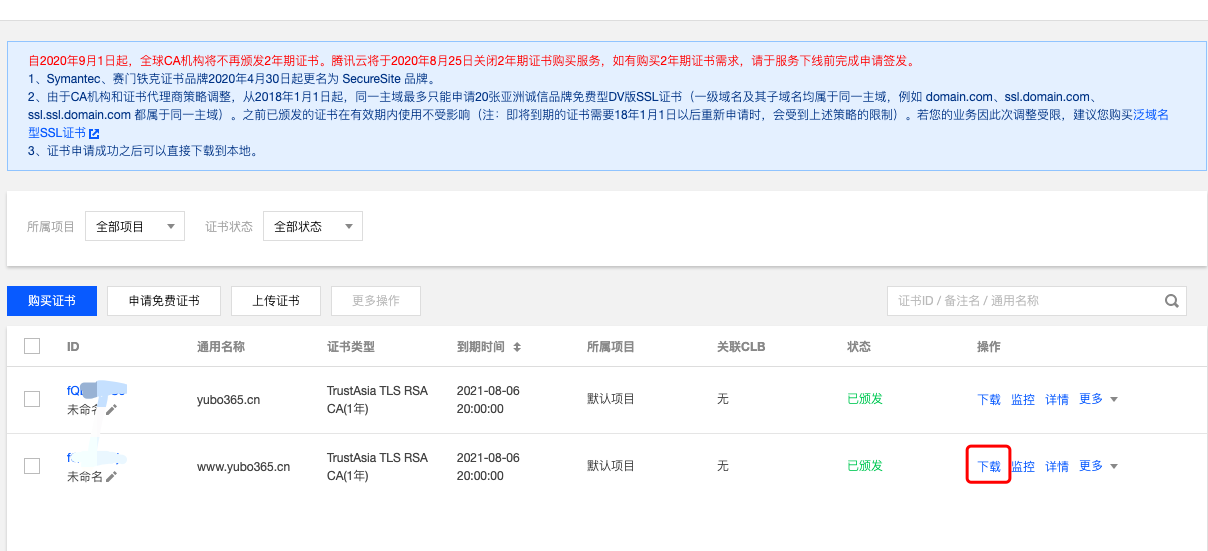 自2020年9月1日起，全球CA机构将不再颁发2年期证书。腾讯云将于2020年8月25日关闭2年期证书购买服务，如有购买2年期证书需求，请于服务下线前完成申请签发。
1、Symantec、赛门铁克证书品牌2020年4月30日起更名为 SecureSite 品牌。
2、由于CA机构和证书代理商策略调整，从2018年1月1日起，同一主域最多只能申请20张亚洲诚信品牌免费型DV版SSL证书（一级域名及其子域名均属于同一主域，例如 domain.com、ssl.domain.com、
ssl.ssl.domain.com 都属于同一主域）。之前已颁发的证书在有效期内使用不受影响（注：即将到期的证书需要18年1月1日以后重新申请时，会受到上述策略的限制）。若您的业务因此次调整受限，建议您购买泛域名
型SSL证书
3、证书申请成功之后可以直接下载到本地。
所属项目 全部项目 证书状态 全部状态
购买证书 申请免费证书 上传证书 更多操作 证书ID / 备注名 / 通用名称
ID 通用名称 证书类型 到期时间 所属项目 关联CLB 状态 操作
TrustAsia TLS RSA 2021-08-06
yubo365.cn 默认项目 无 已颁发 下载 监控 详情 更多
未命名 CA(1年) 20:00:00
TrustAsia TLS RSA 2021-08-06
www.yubo365.cn 默认项目 无 已颁发 下载 监控 详情 更多
未命名 CA(1年) 20:00:00